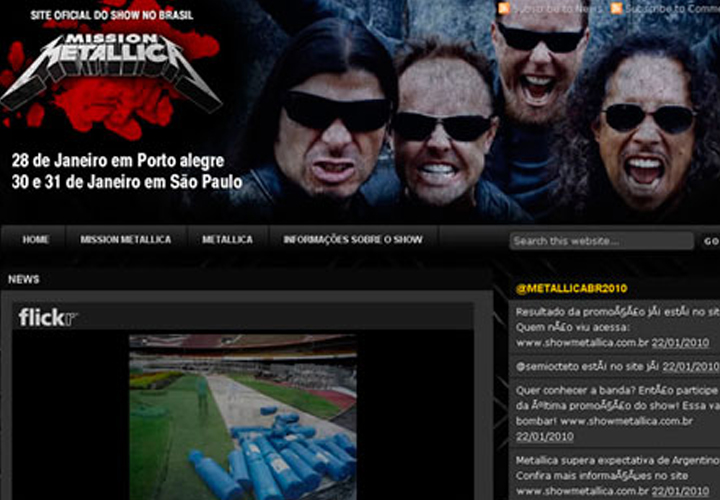 SITE OFICIAL DO SHOW NO BRASIL
Subscribe to News
Subscribe to Comme
MISSION
METALLICA
28 de Janeiro em Porto alegre
30 e 31 de Janeiro em São Paulo
HOME
MISSION METALLICA
METALLICA
INFORMAÇÕES SOBRE O SHOW
Search this website...
GO
NEWS
flickr
@METALLICABR2010
Resultado da promoÃ§Ã£o jÃ¡ estÃ¡ no sit
Quem nÃ£o viu acessa:
www.showmetallica.com.br 22/01/2010
@semiocteto estÃ¡ no site jÃ¡ 22/01/2010
Quer conhecer a banda? EntÃ£o participe
da Ãºltima promoÃ§Ã£o do show! Essa va
bombar! www.showmetallica.com.br
22/01/2010
Metallica supera expectativa de Argentino
Confira mais informaÃ§Ãµes no site
www.showmetallica.com.br 22/01/2010